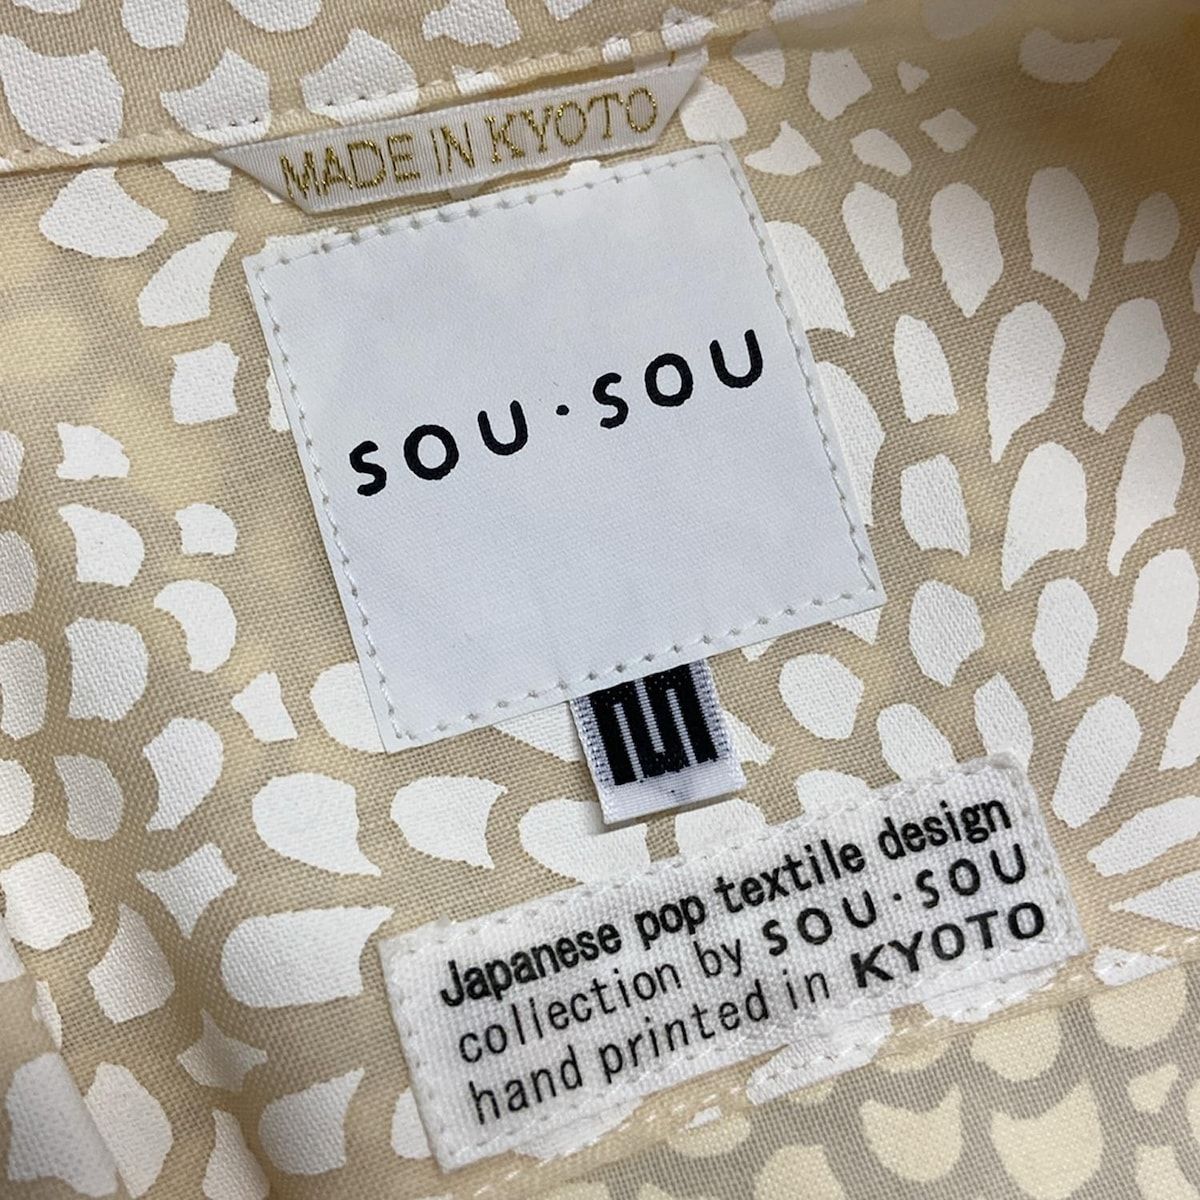 MADE IN KYOTO
SOU・SOU
Japanese pop textile design
collection by SOU・SOU
hand printed in KYOTO